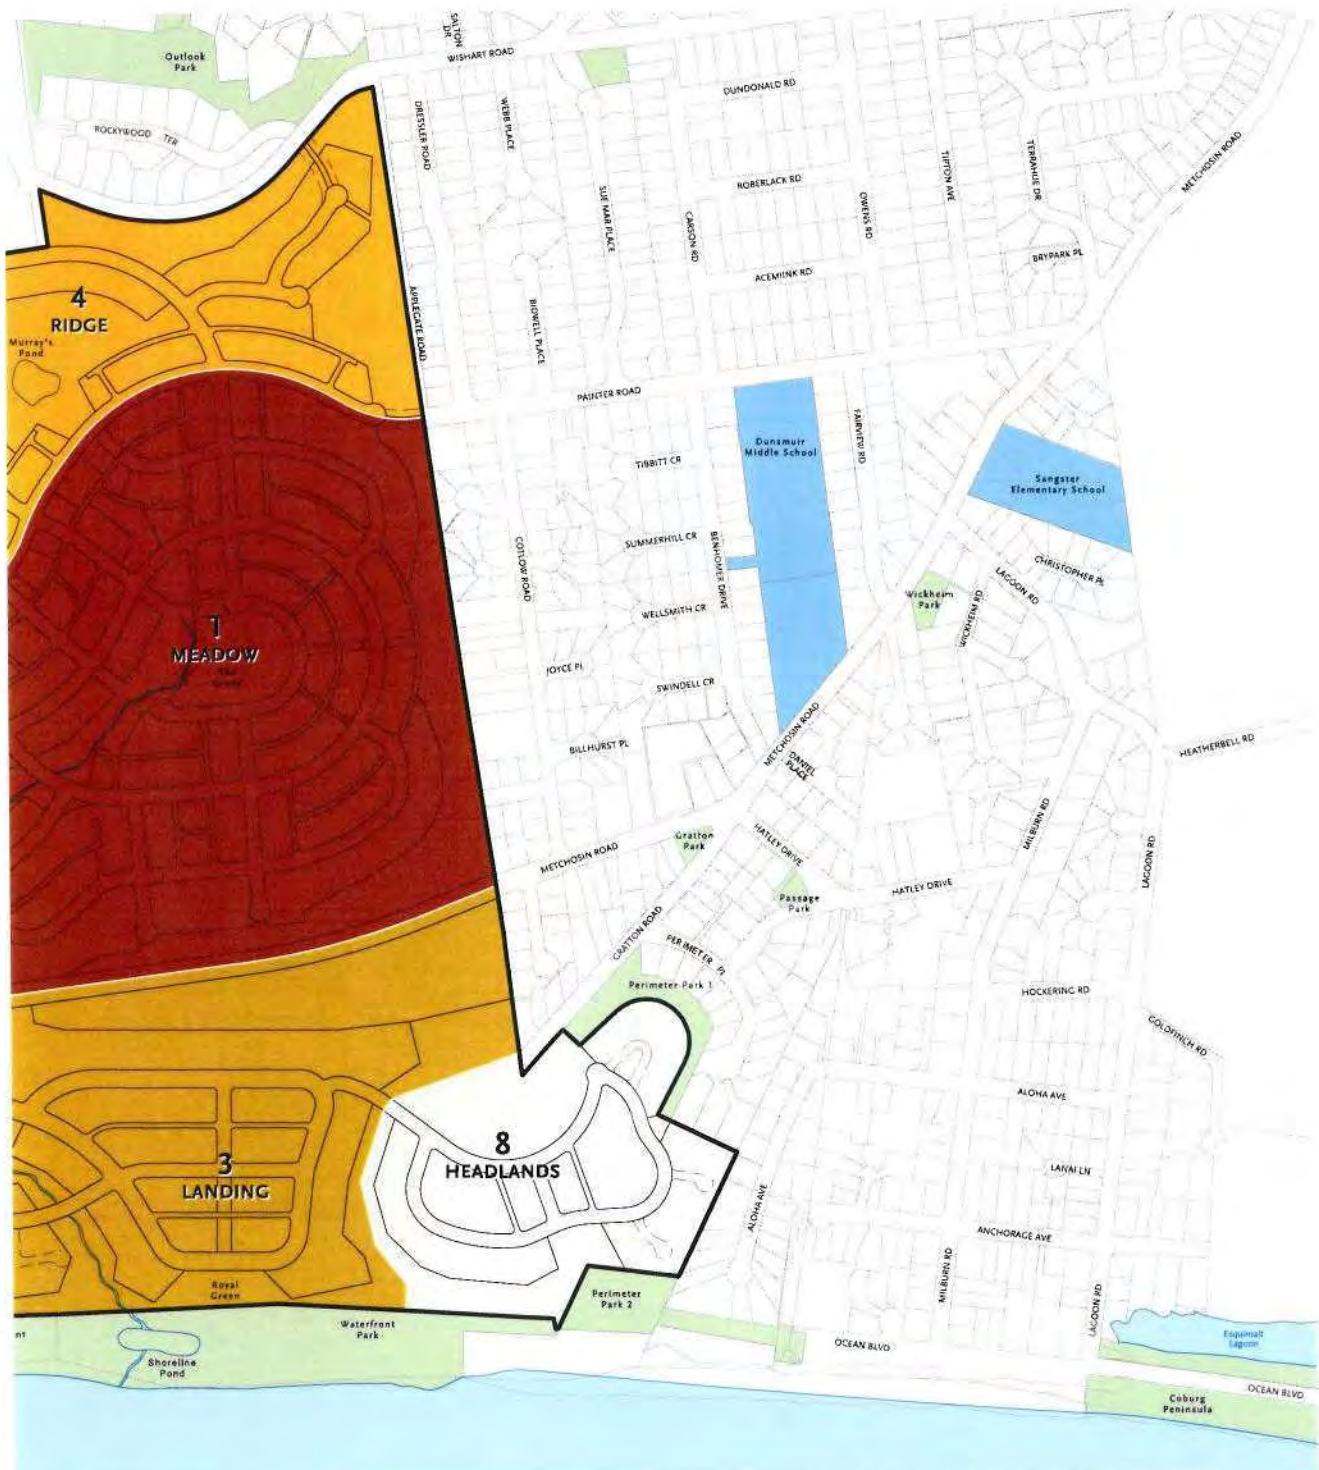 SALTON
DR
WISHART ROAD
Outlook
Park
DUNDONALD RD
DRESSLER ROAD
WEBB PLACE
ROCKYWOOD TER
METCHOSIN ROAD
TIPTON AVE
TERRAHUE DR
ROBERLACK RD
SUE MAR PLACE
CARSON RD
OWENS RD
BRYPARK PL
ACEMINK RD
4
RIDGE
Murray's
Pond
APPLEGATE ROAD
BIDWELL PLACE
PAINTER ROAD
FAIRVIEW RD
Dunsmuir
Middle School
TIBBITT CR
Sangster
Elementary School
SUMMERHILL CR
BENHOMER DRIVE
COTLOW ROAD
CHRISTOPHER PL
LAGOON RD
Wickheim
Park
WICKHEIM RD
WELLSMITH CR
1
MEADOW
JOYCE PL
SWINDELL CR
METCHOSIN ROAD
BILLHURST PL
HEATHERBELL RD
DANIEL
PLACE
MILBURN RD
Gratton
Park
HATLEY DRIVE
METCHOSIN ROAD
LAGOON RD
HATLEY DRIVE
Passage
Park
GRATTON ROAD
PERIMETER PL
Perimeter Park 1
HOCKERING RD
GOLDFINCH RD
ALOHA AVE
8
HEADLANDS
3
LANDING
LANAI LN
ALOHA AVE
ANCHORAGE AVE
MILBURN RD
Royal
Green
Perimeter
Park 2
LAGOON RD
Waterfront
Park
nt
Esquimalt
Lagoon
OCEAN BLVD
Shoreline
Pond
OCEAN BLVD
Coburg
Peninsula